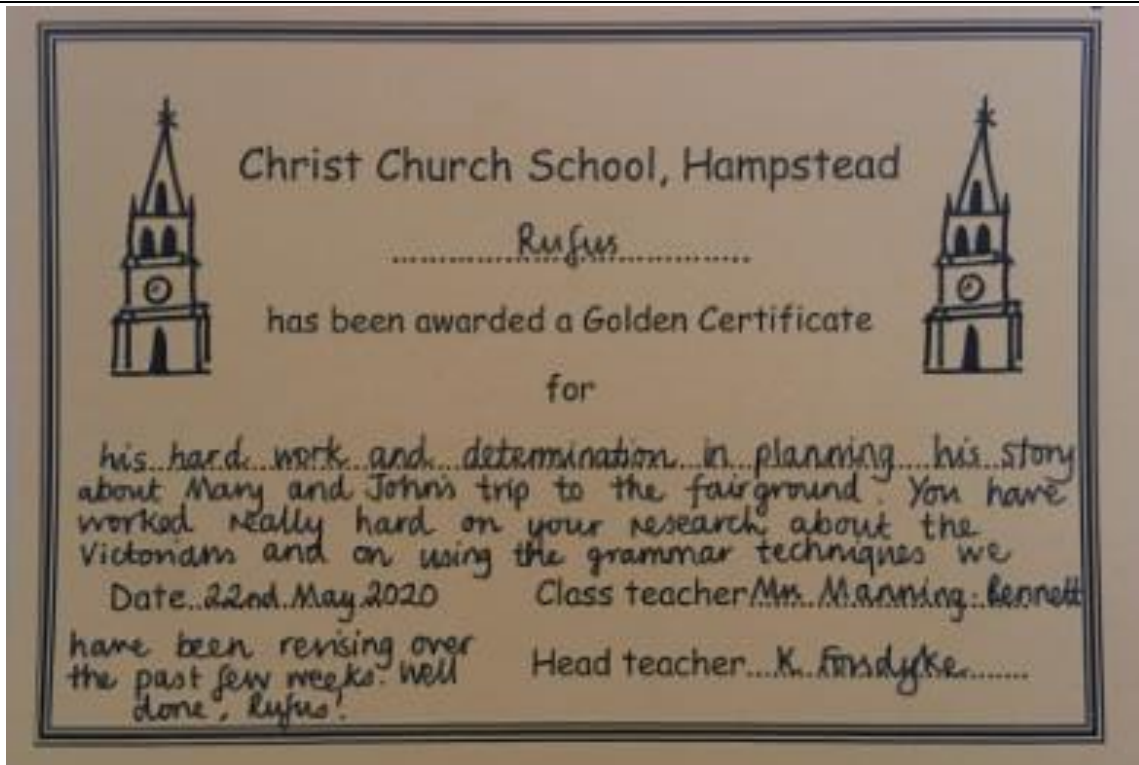 Christ Church School, Hampstead
Rufus
has been awarded a Golden Certificate
for
his hard work and determination in planning his story
about Mary and John's trip to the fairground. You have
worked really hard on your research about the
Victorians and on using the grammar techniques we
Date 22nd May 2020 Class teacher Mrs Manning-Bennett
have been revising over
the past few weeks. Well
done, Rufus!
Head teacher K. Fonsdyke